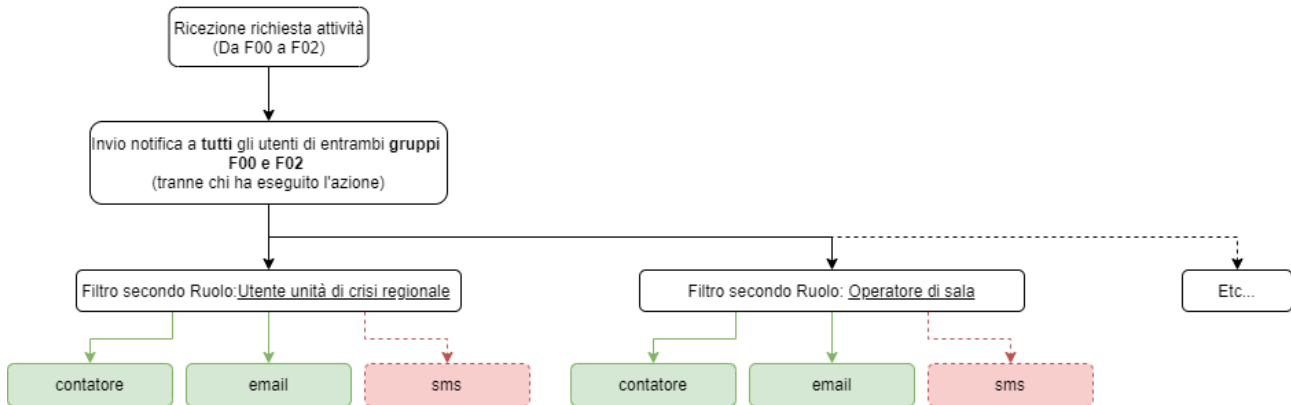 Ricezione richiesta attività
(Da F00 a F02)
Invio notifica a tutti gli utenti di entrambi gruppi
F00 e F02
(tranne chi ha eseguito l'azione)
Filtro secondo Ruolo:Utente unità di crisi regionale
Filtro secondo Ruolo: Operatore di sala
Etc...
contatore
email
sms
contatore
email
sms